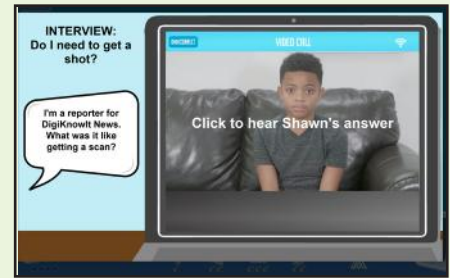 INTERVIEW:
Do I need to get a
shot?
I'm a reporter for
DigiKnowIt News.
What was it like
getting a scan?
VIDEO CALL
Click to hear Shawn's answer